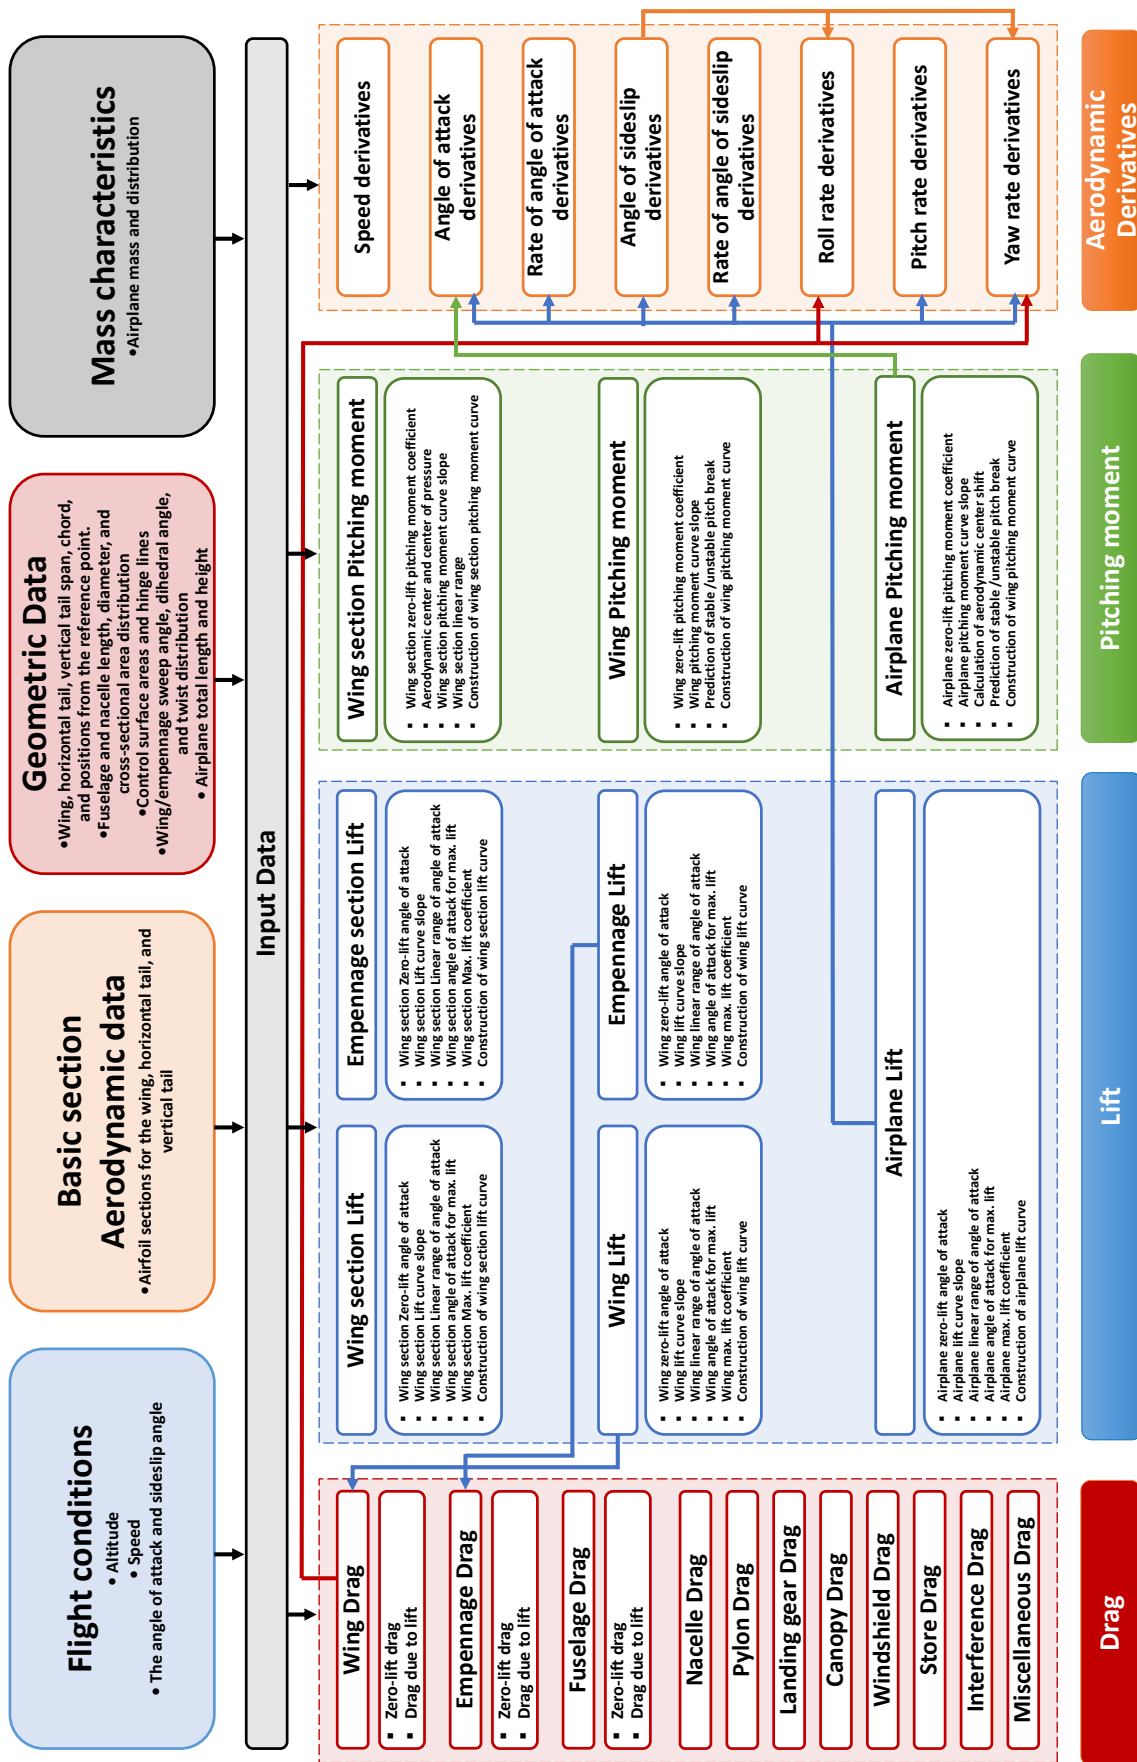 Flight conditions
•Altitude
•Speed
•The angle of attack and sideslip angle
Basic section
Aerodynamic data
•Airfoil sections for the wing, horizontal tail, and
vertical tail
Geometric Data
•Wing, horizontal tail, vertical tail span, chord,
and positions from the reference point.
•Fuselage and nacelle length, diameter, and
cross-sectional area distribution
•Control surface areas and hinge lines
•Wing/empennage sweep angle, dihedral angle,
and twist distribution
• Airplane total length and height
Mass characteristics
•Airplane mass and distribution
Input Data
Wing Drag
▪ Zero-lift drag
▪ Drag due to lift
Empennage Drag
▪ Zero-lift drag
▪ Drag due to lift
Fuselage Drag
▪ Zero-lift drag
▪ Drag due to lift
Nacelle Drag
Pylon Drag
Landing gear Drag
Canopy Drag
Windshield Drag
Store Drag
Interference Drag
Miscellaneous Drag
Drag
Wing section Lift
▪ Wing section Zero-lift angle of attack
▪ Wing section Lift curve slope
▪ Wing section Linear range of angle of attack
▪ Wing section angle of attack for max. lift
▪ Wing section Max. lift coefficient
▪ Construction of wing section lift curve
Empennage section Lift
▪ Wing section Zero-lift angle of attack
▪ Wing section Lift curve slope
▪ Wing section Linear range of angle of attack
▪ Wing section angle of attack for max. lift
▪ Wing section Max. lift coefficient
▪ Construction of wing section lift curve
Wing Lift
▪ Wing zero-lift angle of attack
▪ Wing lift curve slope
▪ Wing linear range of angle of attack
▪ Wing angle of attack for max. lift
▪ Wing max. lift coefficient
▪ Construction of wing lift curve
Empennage Lift
▪ Wing zero-lift angle of attack
▪ Wing lift curve slope
▪ Wing linear range of angle of attack
▪ Wing angle of attack for max. lift
▪ Wing max. lift coefficient
▪ Construction of wing lift curve
Airplane Lift
▪ Airplane zero-lift angle of attack
▪ Airplane lift curve slope
▪ Airplane linear range of angle of attack
▪ Airplane angle of attack for max. lift
▪ Airplane max. lift coefficient
▪ Construction of airplane lift curve
Lift
Wing section Pitching moment
▪ Wing section zero-lift pitching moment coefficient
▪ Aerodynamic center and center of pressure
▪ Wing section pitching moment curve slope
▪ Wing section linear range
▪ Construction of wing section pitching moment curve
Wing Pitching moment
▪ Wing zero-lift pitching moment coefficient
▪ Wing pitching moment curve slope
▪ Prediction of stable /unstable pitch break
▪ Construction of wing pitching moment curve
Airplane Pitching moment
▪ Airplane zero-lift pitching moment coefficient
▪ Airplane pitching moment curve slope
▪ Calculation of aerodynamic center shift
▪ Prediction of stable /unstable pitch break
▪ Construction of wing pitching moment curve
Pitching moment
Speed derivatives
Angle of attack
derivatives
Rate of angle of attack
derivatives
Angle of sideslip
derivatives
Rate of angle of sideslip
derivatives
Roll rate derivatives
Pitch rate derivatives
Yaw rate derivatives
Aerodynamic
Derivatives